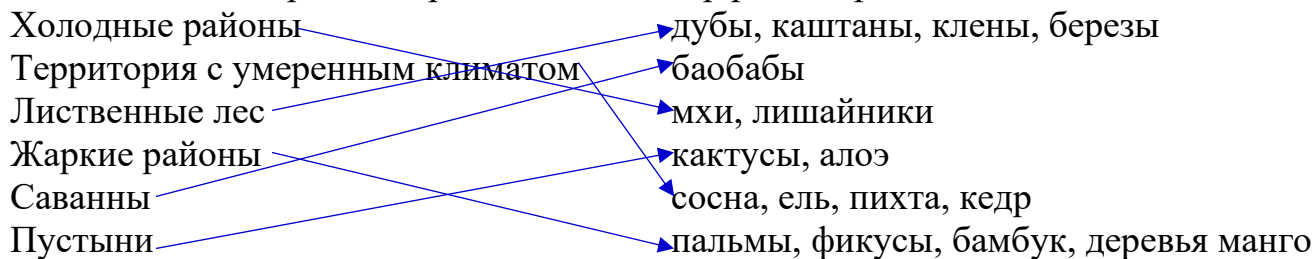 Холодные районы дубы, каштаны, клены, березы
Территория с умеренным климатом баобабы
Лиственные лес мхи, лишайники
Жаркие районы кактусы, алоэ
Саванны сосна, ель, пихта, кедр
Пустыни пальмы, фикусы, бамбук, деревья манго